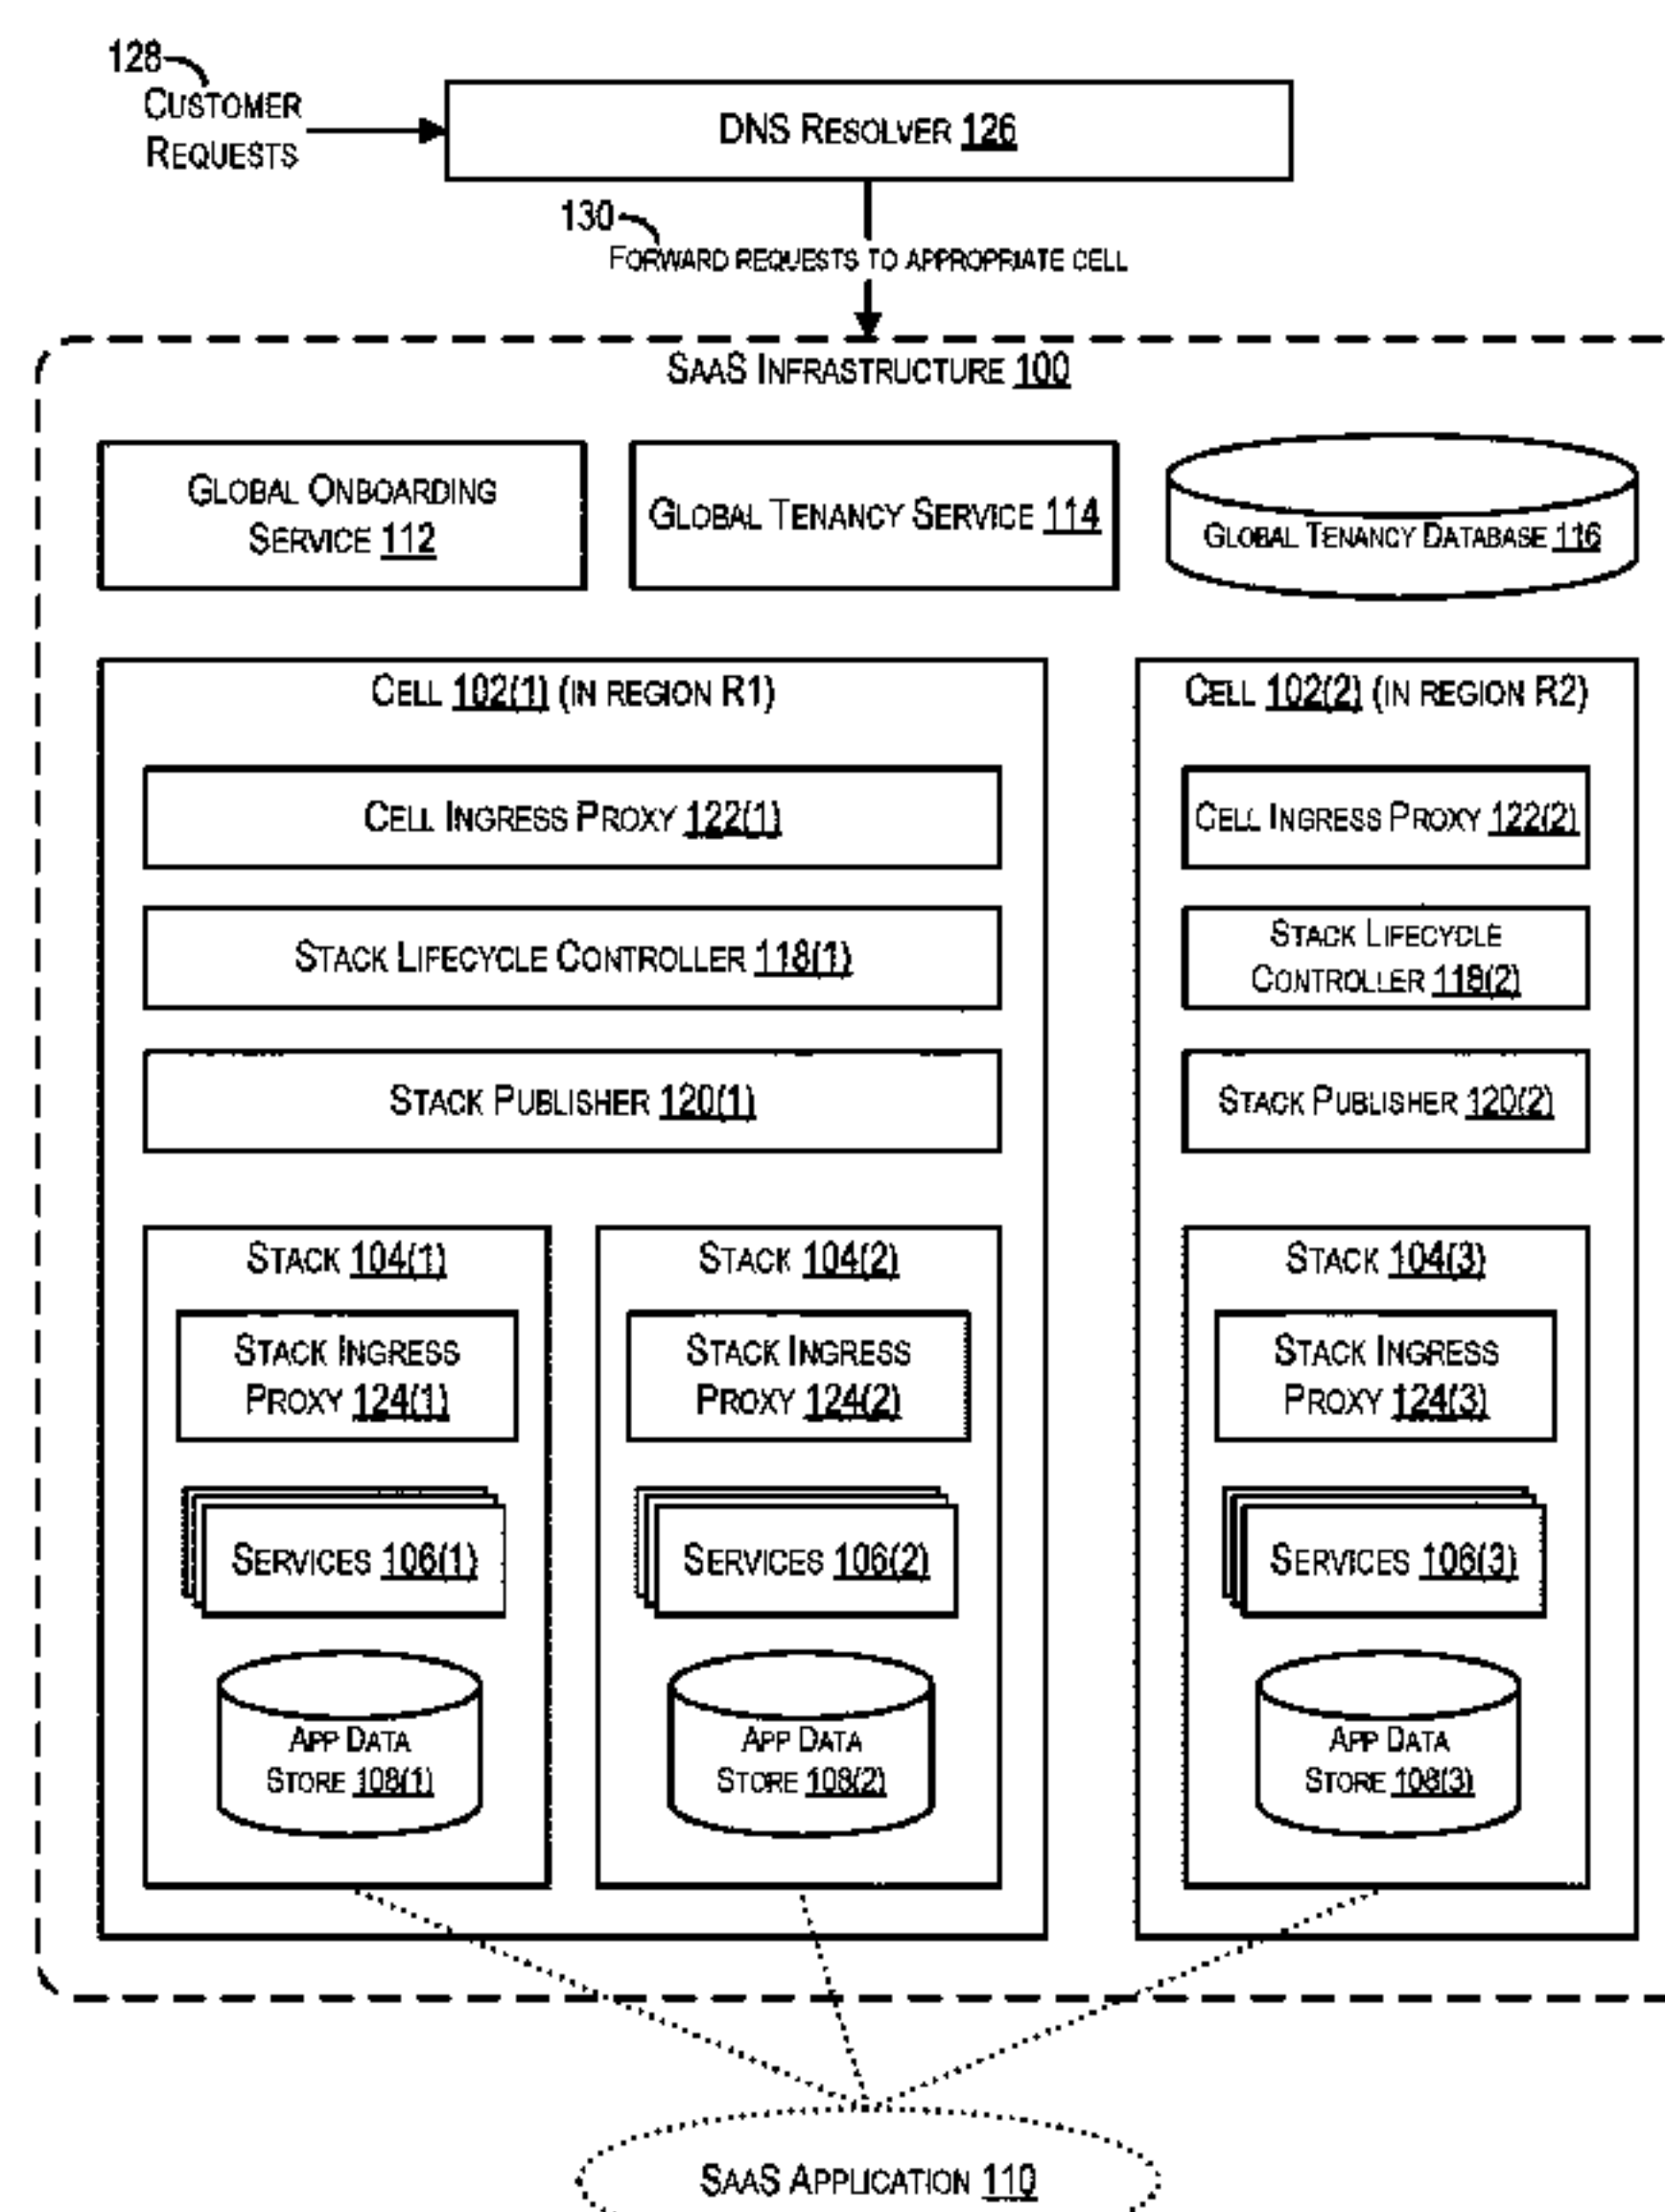 128
CUSTOMER
REQUESTS
DNS RESOLVER 126
130
FORWARD REQUESTS TO APPROPRIATE CELL
SAAS INFRASTRUCTURE 100
GLOBAL ONBOARDING
SERVICE 112
GLOBAL TENANCY SERVICE 114
GLOBAL TENANCY DATABASE 116
CELL 102(1) (IN REGION R1)
CELL INGRESS PROXY 122(1)
STACK LIFECYCLE CONTROLLER 118(1)
STACK PUBLISHER 120(1)
STACK 104(1)
STACK INGRESS
PROXY 124(1)
SERVICES 106(1)
APP DATA
STORE 108(1)
STACK 104(2)
STACK INGRESS
PROXY 124(2)
SERVICES 106(2)
APP DATA
STORE 108(2)
CELL 102(2) (IN REGION R2)
CELL INGRESS PROXY 122(2)
STACK LIFECYCLE
CONTROLLER 118(2)
STACK PUBLISHER 120(2)
STACK 104(3)
STACK INGRESS
PROXY 124(3)
SERVICES 106(3)
APP DATA
STORE 108(3)
SAAS APPLICATION 110